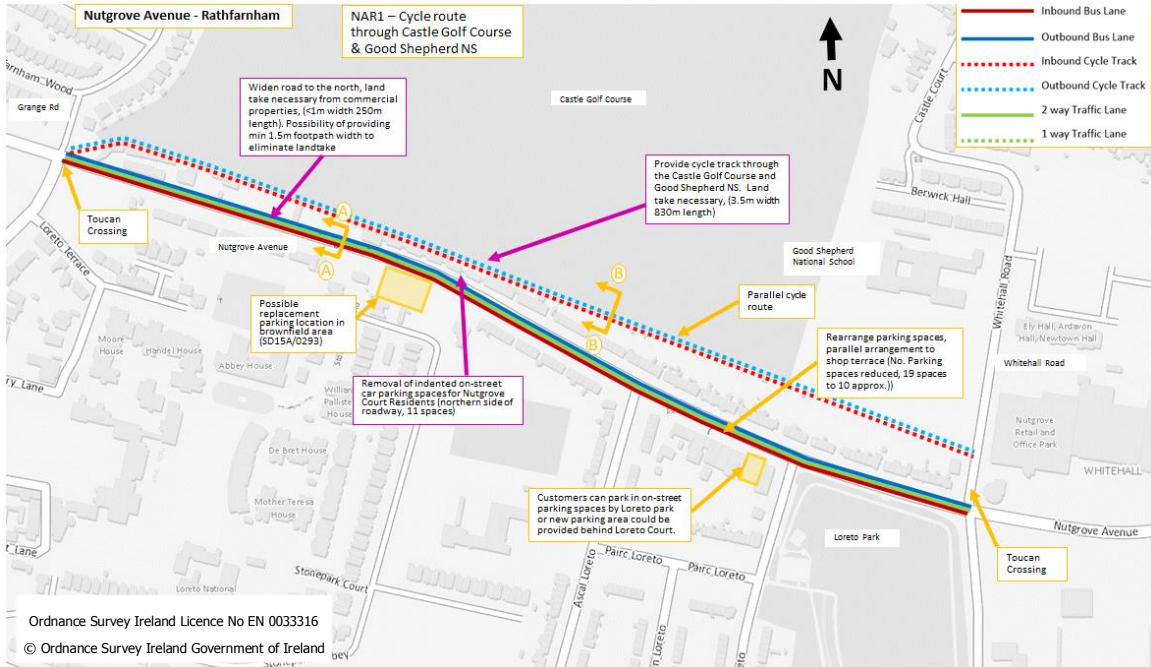 Nutgrove Avenue - Rathfarnham
NAR1 – Cycle route
through Castle Golf Course
& Good Shepherd NS
N
Inbound Bus Lane
Outbound Bus Lane
Inbound Cycle Track
Outbound Cycle Track
2 way Traffic Lane
1 way Traffic Lane
Grange Rd
Widen road to the north, land
take necessary from commercial
properties, (<1m width 250m
length). Possibility of providing
min 1.5m footpath width to
eliminate landtake
Castle Golf Course
Castle Court
Provide cycle track through
the Castle Golf Course and
Good Shepherd NS. Land
take necessary, (3.5m width
830m length)
Berwick Hall
Toucan
Crossing
Loreto Terrace
Nutgrove Avenue
A
A
B
B
Good Shepherd
National School
Whitehall Road
Parallel cycle
route
Possible
replacement
parking location in
brownfield area
(SD15A/0293)
Rearrange parking spaces,
parallel arrangement to
shop terrace (No. Parking
spaces reduced, 19 spaces
to 10 approx.))
Ely Hall, Ardavon
Hall, Newtown Hall
Whitehall Road
Moore
House
Handel House
Abbey House
Removal of indented on-street
car parking spaces for Nutgrove
Court Residents (northern side of
roadway, 11 spaces)
Nutgrove
Retail and
Office Park
WHITEHALL
De Bret House
Mother Teresa
House
Customers can park in on-street
parking spaces by Loreto park
or new parking area could be
provided behind Loreto Court.
Nutgrove Avenue
Loreto Park
Toucan
Crossing
Ascal Loreto
Pairc Loreto
Pairc Loreto
Stonepark Court
Loreto National
Ordnance Survey Ireland Licence No EN 0033316
© Ordnance Survey Ireland Government of Ireland